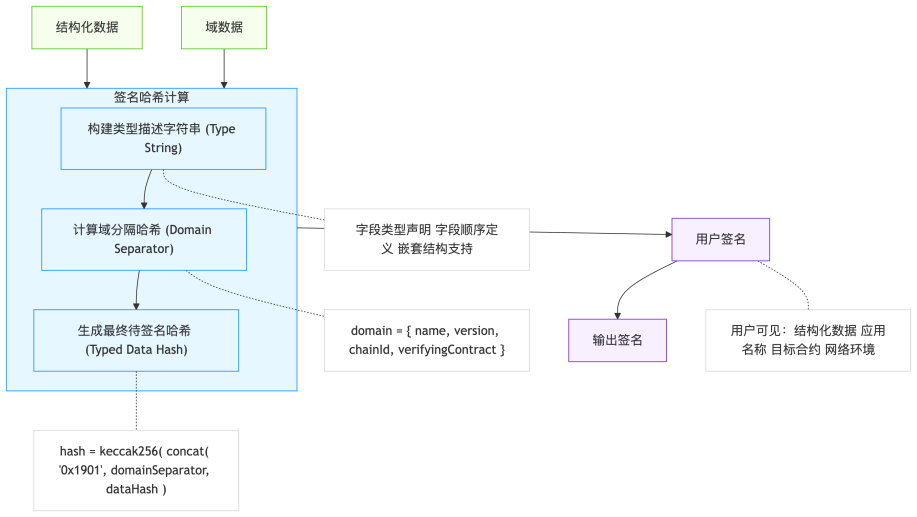 结构化数据
域数据
签名哈希计算
构建类型描述字符串 (Type
String)
计算域分隔哈希 (Domain
Separator)
生成最终待签名哈希
(Typed Data Hash)
字段类型声明 字段顺序定
义 嵌套结构支持
domain = { name, version,
chainId, verifyingContract }
用户签名
输出签名
用户可见：结构化数据 应用
名称 目标合约 网络环境
hash = keccak256( concat(
'0x1901', domainSeparator,
dataHash )